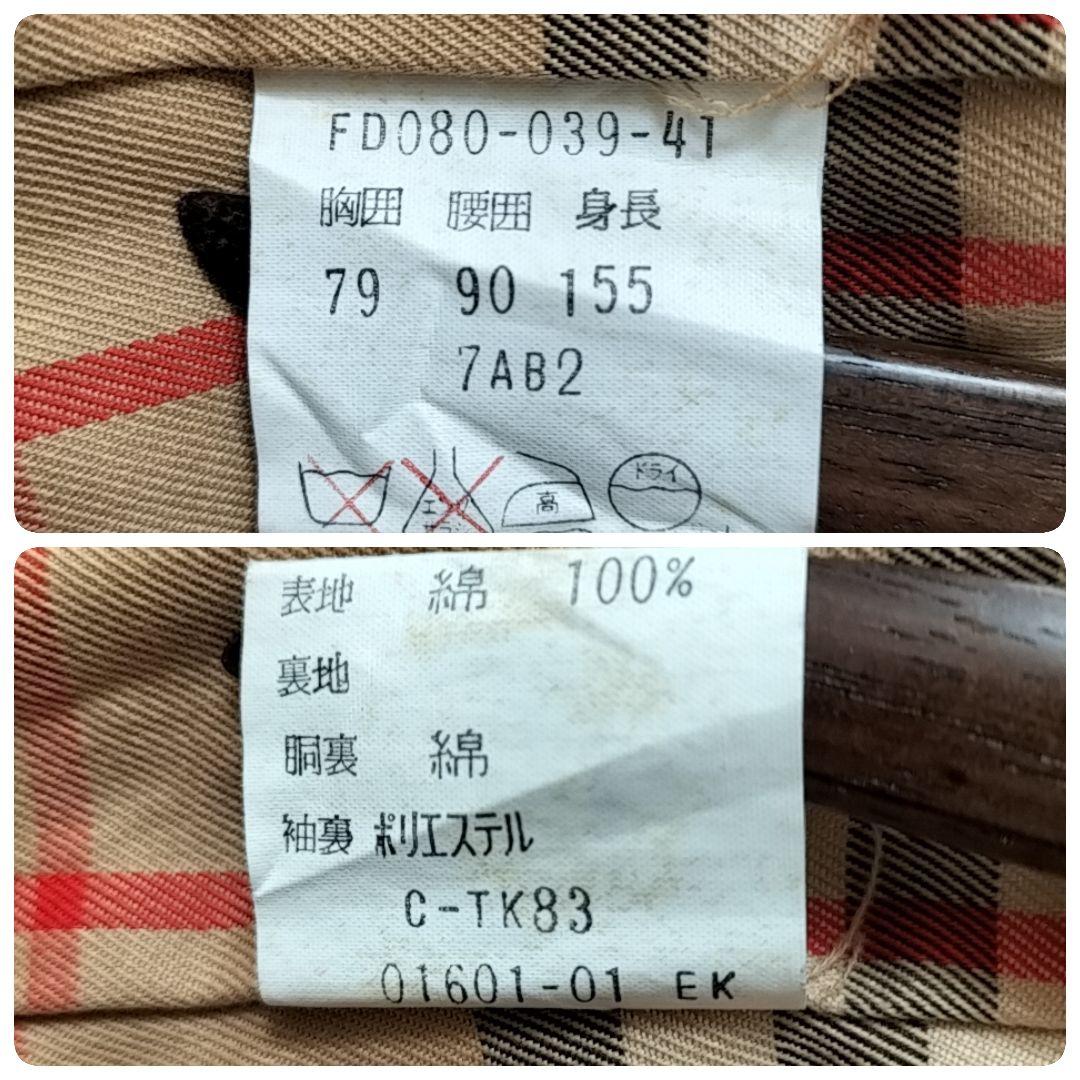 FD080-039-41
胸囲 腰囲 身長
79 90 155
7AB2
高 ドライ
表地 綿 100%
裏地
胴裏 綿
袖裏 ポリエステル
C-TK83
01601-01 EK